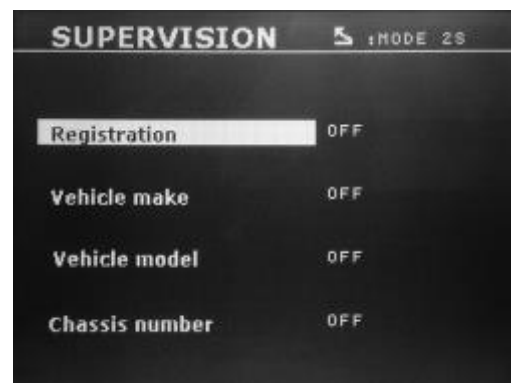 SUPERVISION :MODE 2S
Registration OFF
Vehicle make OFF
Vehicle model OFF
Chassis number OFF